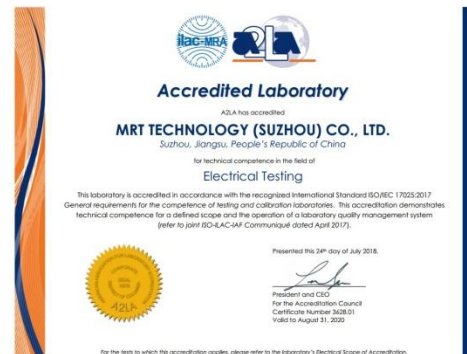 ilac-MRA
A2LA
Accredited Laboratory
A2LA has accredited
MRT TECHNOLOGY (SUZHOU) CO., LTD.
Suzhou, Jiangsu, People's Republic of China
for technical competence in the field of
Electrical Testing
This laboratory is accredited in accordance with the recognized International Standard ISO/IEC 17025:2017
General requirements for the competence of testing and calibration laboratories. This accreditation demonstrates
technical competence for a defined scope and the operation of a laboratory quality management system
(refer to joint ISO-ILAC-IAF Communiqué dated April 2017).
Presented this 24th day of July 2018.
President and CEO
For the Accreditation Council
Certificate Number 3628.01
Valid to August 31, 2020
CORPORATE
SEAL
1978
A2LA
For the tests to which this accreditation applies, please refer to the laboratory's Electrical Scope of Accreditation.